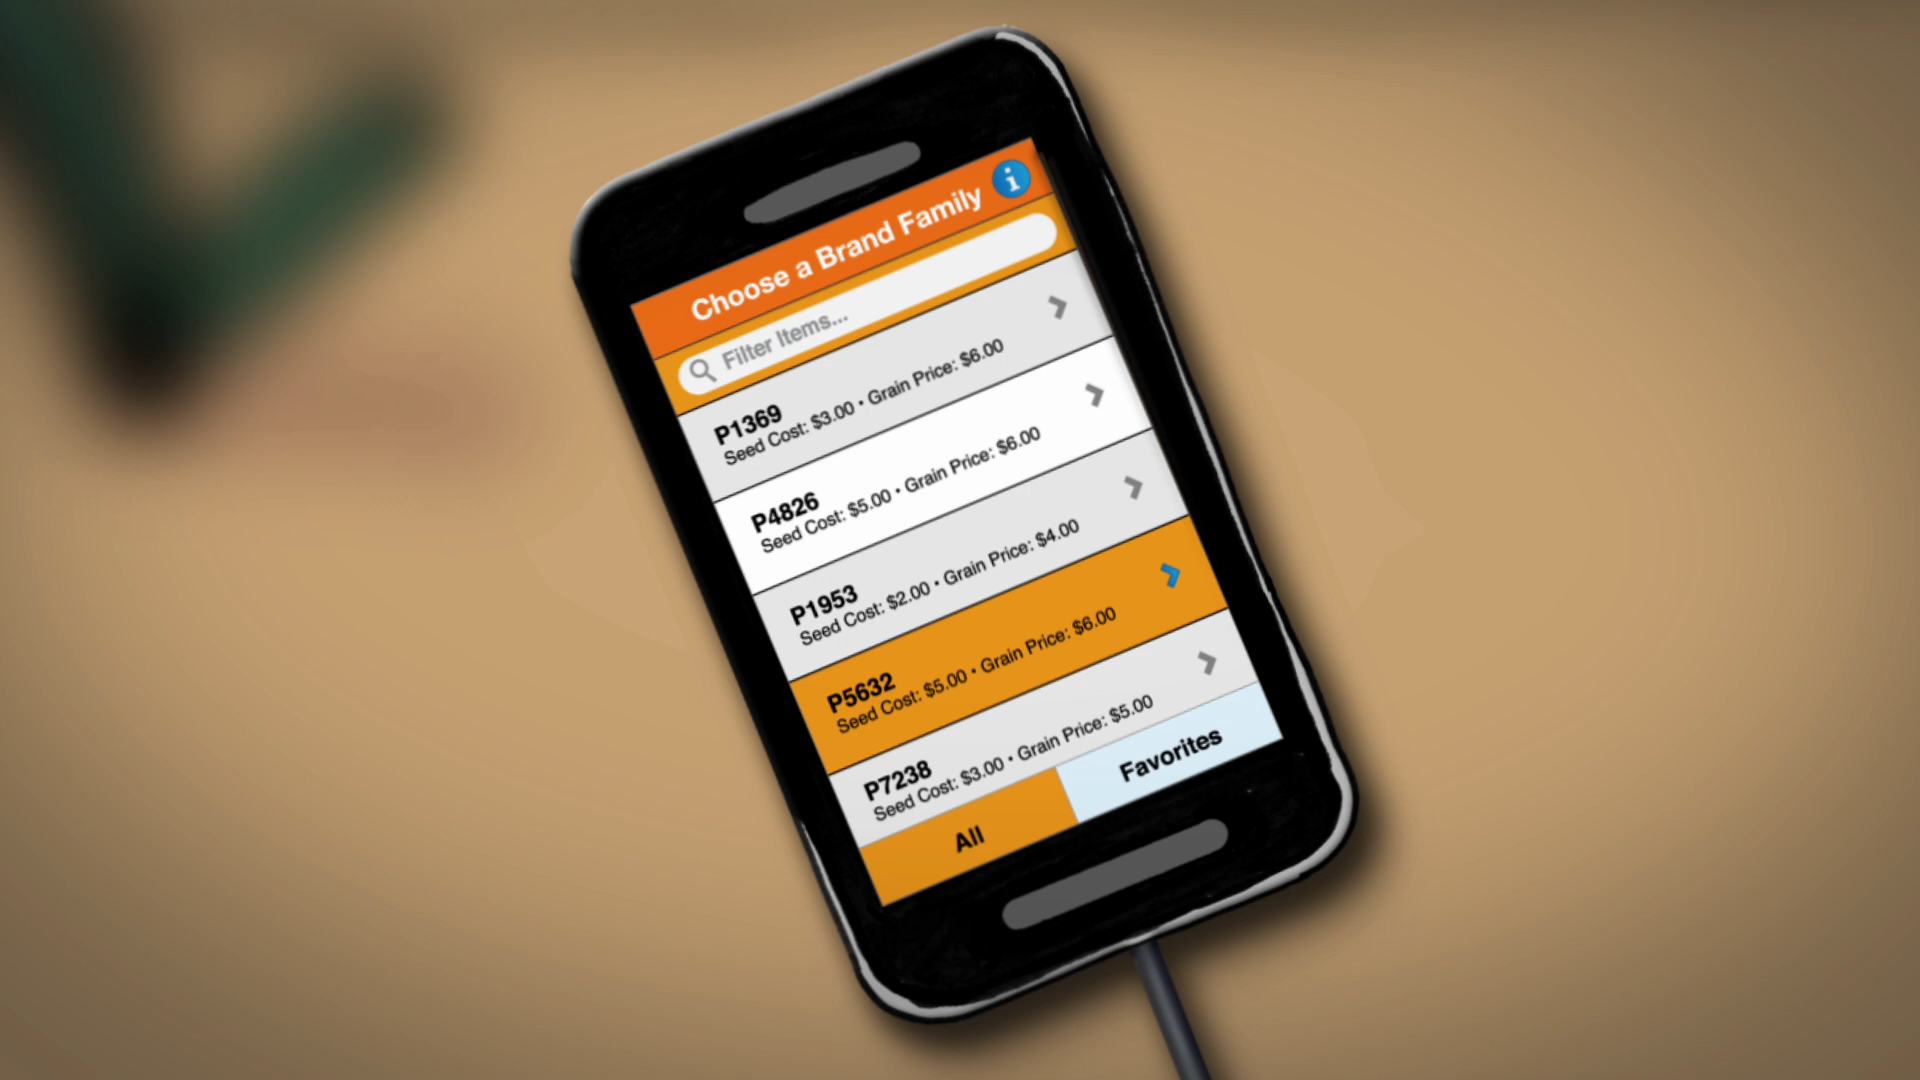 Choose a Brand Family
Filter Items...
P1369
Seed Cost: $3.00 • Grain Price: $6.00
P4826
Seed Cost: $5.00 • Grain Price: $6.00
P1953
Seed Cost: $2.00 • Grain Price: $4.00
P5632
Seed Cost: $5.00 • Grain Price: $6.00
P7238
Seed Cost: $3.00 • Grain Price: $5.00
All
Favorites